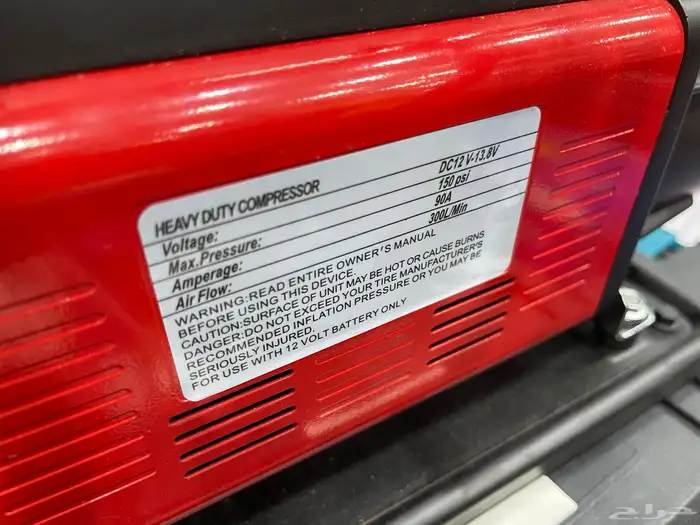 HEAVY DUTY COMPRESSOR
Voltage: DC12 V-13.8V
Max.Pressure: 150 psi
Amperage: 90A
Air Flow: 300L/Min
WARNING:READ ENTIRE OWNER'S MANUAL
BEFORE USING THIS DEVICE.
CAUTION:SURFACE OF UNIT MAY BE HOT OR CAUSE BURNS
DANGER:DO NOT EXCEED YOUR TIRE MANUFACTURER'S
RECOMMENDED INFLATION PRESSURE OR YOU MAY BE
SERIOUSLY INJURED.
FOR USE WITH 12 VOLT BATTERY ONLY
حراج